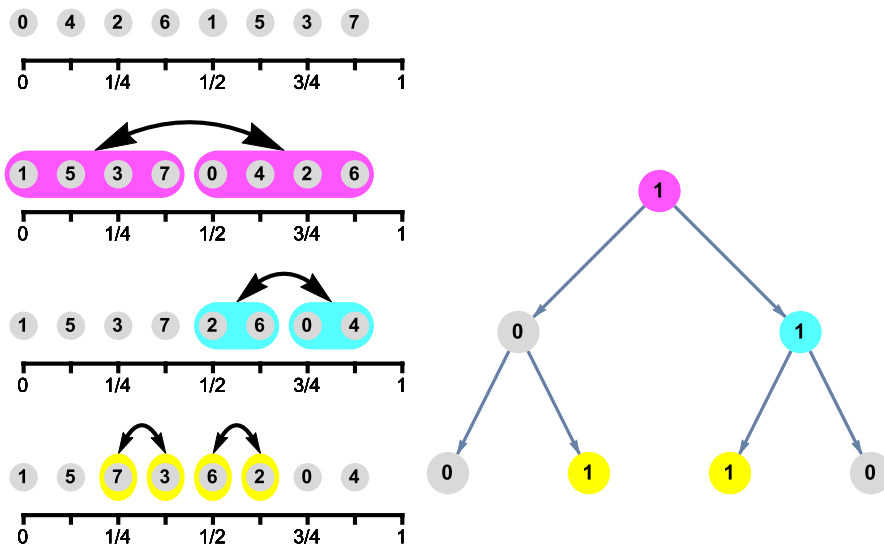 0 4 2 6 1 5 3 7
0 1/4 1/2 3/4 1
1 5 3 7 0 4 2 6
0 1/4 1/2 3/4 1
1 5 3 7 2 6 0 4
0 1/4 1/2 3/4 1
1 5 7 3 6 2 0 4
0 1/4 1/2 3/4 1
1
0 1
0 1 1 0